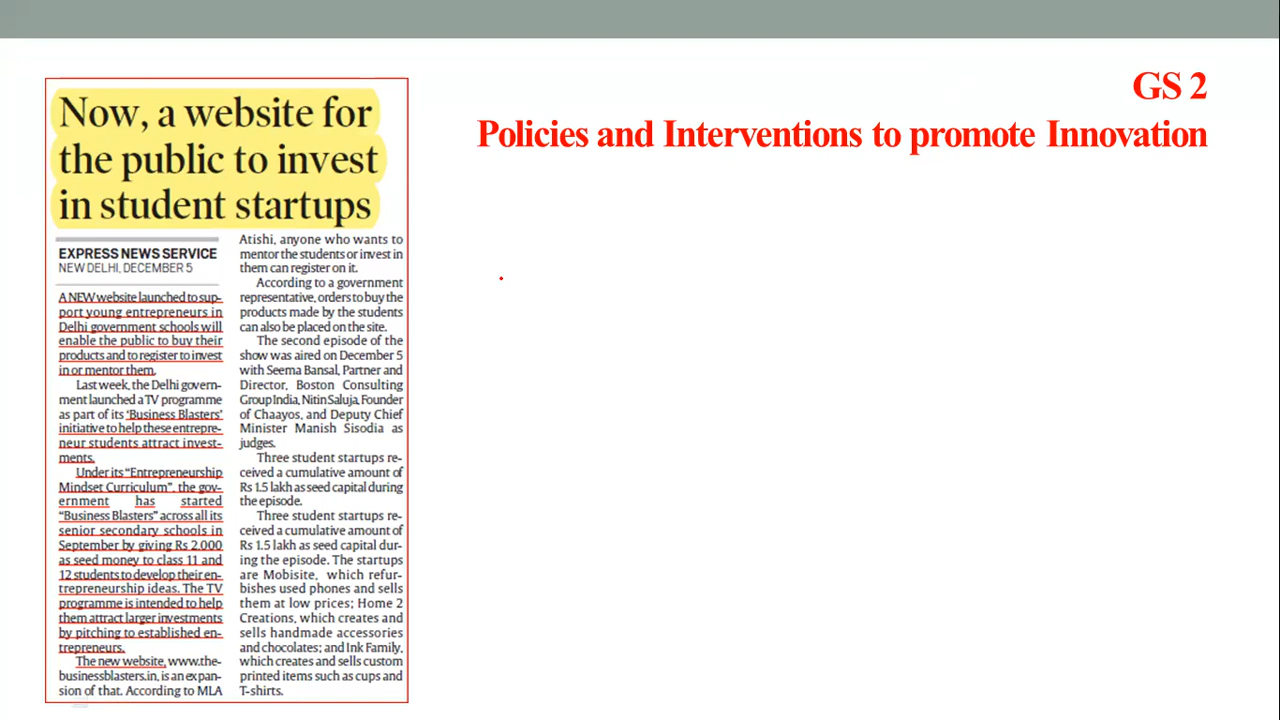 GS 2
Policies and Interventions to promote Innovation
Now, a website for
the public to invest
in student startups
EXPRESS NEWS SERVICE
NEW DELHI, DECEMBER 5
A NEW website launched to sup-
port young entrepreneurs in
Delhi government schools will
enable the public to buy their
products and to register to invest
in or mentor them.
Last week, the Delhi govern-
ment launched a TV programme
as part of its 'Business Blasters'
initiative to help these entrepre-
neur students attract invest-
ments.
Under its "Entrepreneurship
Mindset Curriculum", the gov-
ernment has started
"Business Blasters" across all its
senior secondary schools in
September by giving Rs 2,000
as seed money to class 11 and
12 students to develop their en-
trepreneurship ideas. The TV
programme is intended to help
them attract larger investments
by pitching to established en-
trepreneurs.
The new website, www.the-
businessblasters.in, is an expan-
sion of that. According to MLA
Atishi, anyone who wants to
mentor the students or invest in
them can register on it.
According to a government
representative, orders to buy the
products made by the students
can also be placed on the site.
The second episode of the
show was aired on December 5
with Seema Bansal, Partner and
Director, Boston Consulting
Group India, Nitin Saluja, Founder
of Chaayos, and Deputy Chief
Minister Manish Sisodia as
judges.
Three student startups re-
ceived a cumulative amount of
Rs 1.5 lakh as seed capital during
the episode.
Three student startups re-
ceived a cumulative amount of
Rs 1.5 lakh as seed capital dur-
ing the episode. The startups
are Mobisite, which refur-
bishes used phones and sells
them at low prices; Home 2
Creations, which creates and
sells handmade accessories
and chocolates; and Ink Family,
which creates and sells custom
printed items such as cups and
T-shirts.